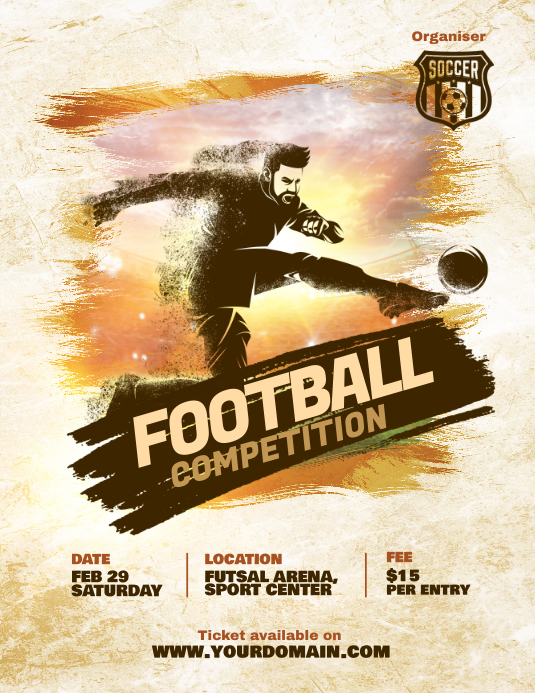 Organiser
SOCCER
FOOTBALL
COMPETITION
DATE
FEB 29
SATURDAY
LOCATION
FUTSAL ARENA,
SPORT CENTER
FEE
$15
PER ENTRY
Ticket available on
WWW.YOURDOMAIN.COM